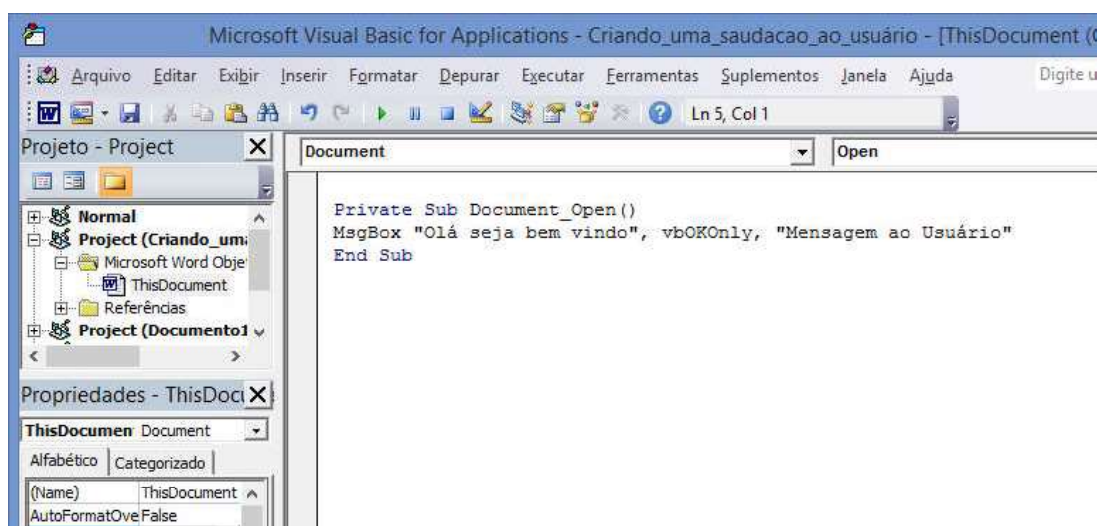 Microsoft Visual Basic for Applications - Criando_uma_saudacao_ao_usuário - [ThisDocument (
Arquivo Editar Exibir Inserir Formatar Depurar Executar Ferramentas Suplementos Janela Ajuda Digite u
Ln 5, Col 1
Projeto - Project
Document
Open
Normal
Project (Criando_uma
Microsoft Word Obje
ThisDocument
Referências
Project (Documento1
Private Sub Document_Open()
MsgBox "Olá seja bem vindo", vbOKOnly, "Mensagem ao Usuário"
End Sub
Propriedades - ThisDocu
ThisDocumen Document
Alfabético Categorizado
(Name) ThisDocument
AutoFormatOve False